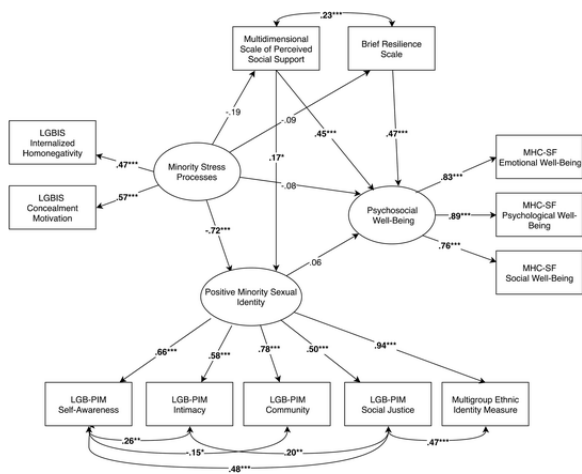 .23***
Multidimensional
Scale of Perceived
Social Support
Brief Resilience
Scale
-.19
-.09
.17*
.45***
.47***
LGBIS
Internalized
Homonegativity
.47***
Minority Stress
Processes
LGBIS
Concealment
Motivation
.57***
-.08
MHC-SF
Emotional Well-Being
.83***
Psychosocial
Well-Being
.89***
MHC-SF
Psychological Well-
Being
.76***
MHC-SF
Social Well-Being
-.72***
.06
Positive Minority Sexual
Identity
.66***
.58***
.78***
.50***
.94***
LGB-PIM
Self-Awareness
LGB-PIM
Intimacy
LGB-PIM
Community
LGB-PIM
Social Justice
Multigroup Ethnic
Identity Measure
.26**
-.15*
.20**
.47***
.48***